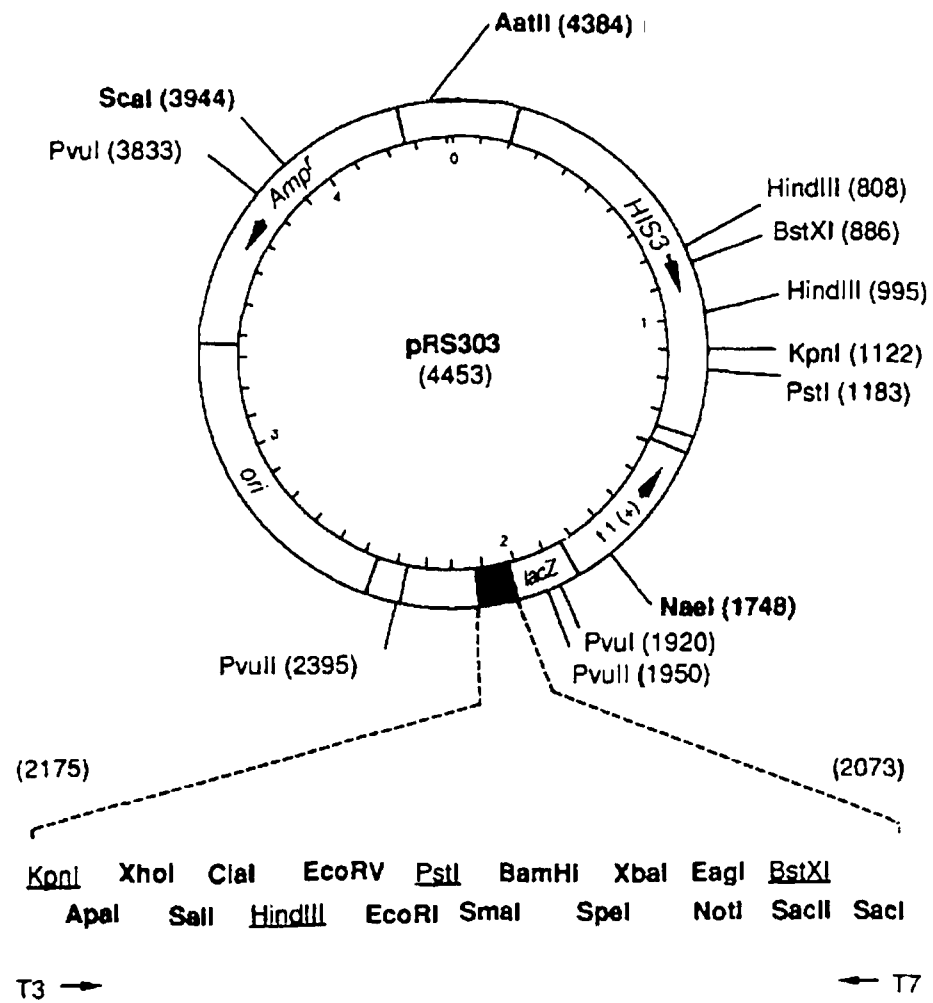 AatII (4384)
ScaI (3944)
PvuI (3833)
Ampr
HIS3
HindIII (808)
BstXI (886)
HindIII (995)
KpnI (1122)
PstI (1183)
0
1
2
3
4
pRS303
(4453)
ori
f1 (+)
lacZ
NaeI (1748)
PvuI (1920)
PvuII (1950)
PvuII (2395)
(2175) (2073)
KpnI XhoI ClaI EcoRV PstI BamHI XbaI EagI BstXI
ApaI SalI HindIII EcoRI SmaI SpeI NotI SacII SacI
T3 T7